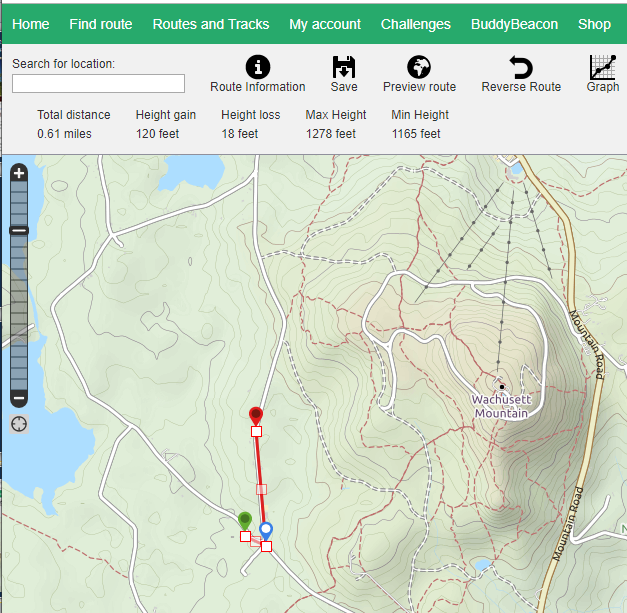 Home Find route Routes and Tracks My account Challenges BuddyBeacon Shop
Search for location:
Route Information Save Preview route Reverse Route Graph
Total distance Height gain Height loss Max Height Min Height
0.61 miles 120 feet 18 feet 1278 feet 1165 feet
Mountain Road
Wachusett
Mountain
Mountain Road